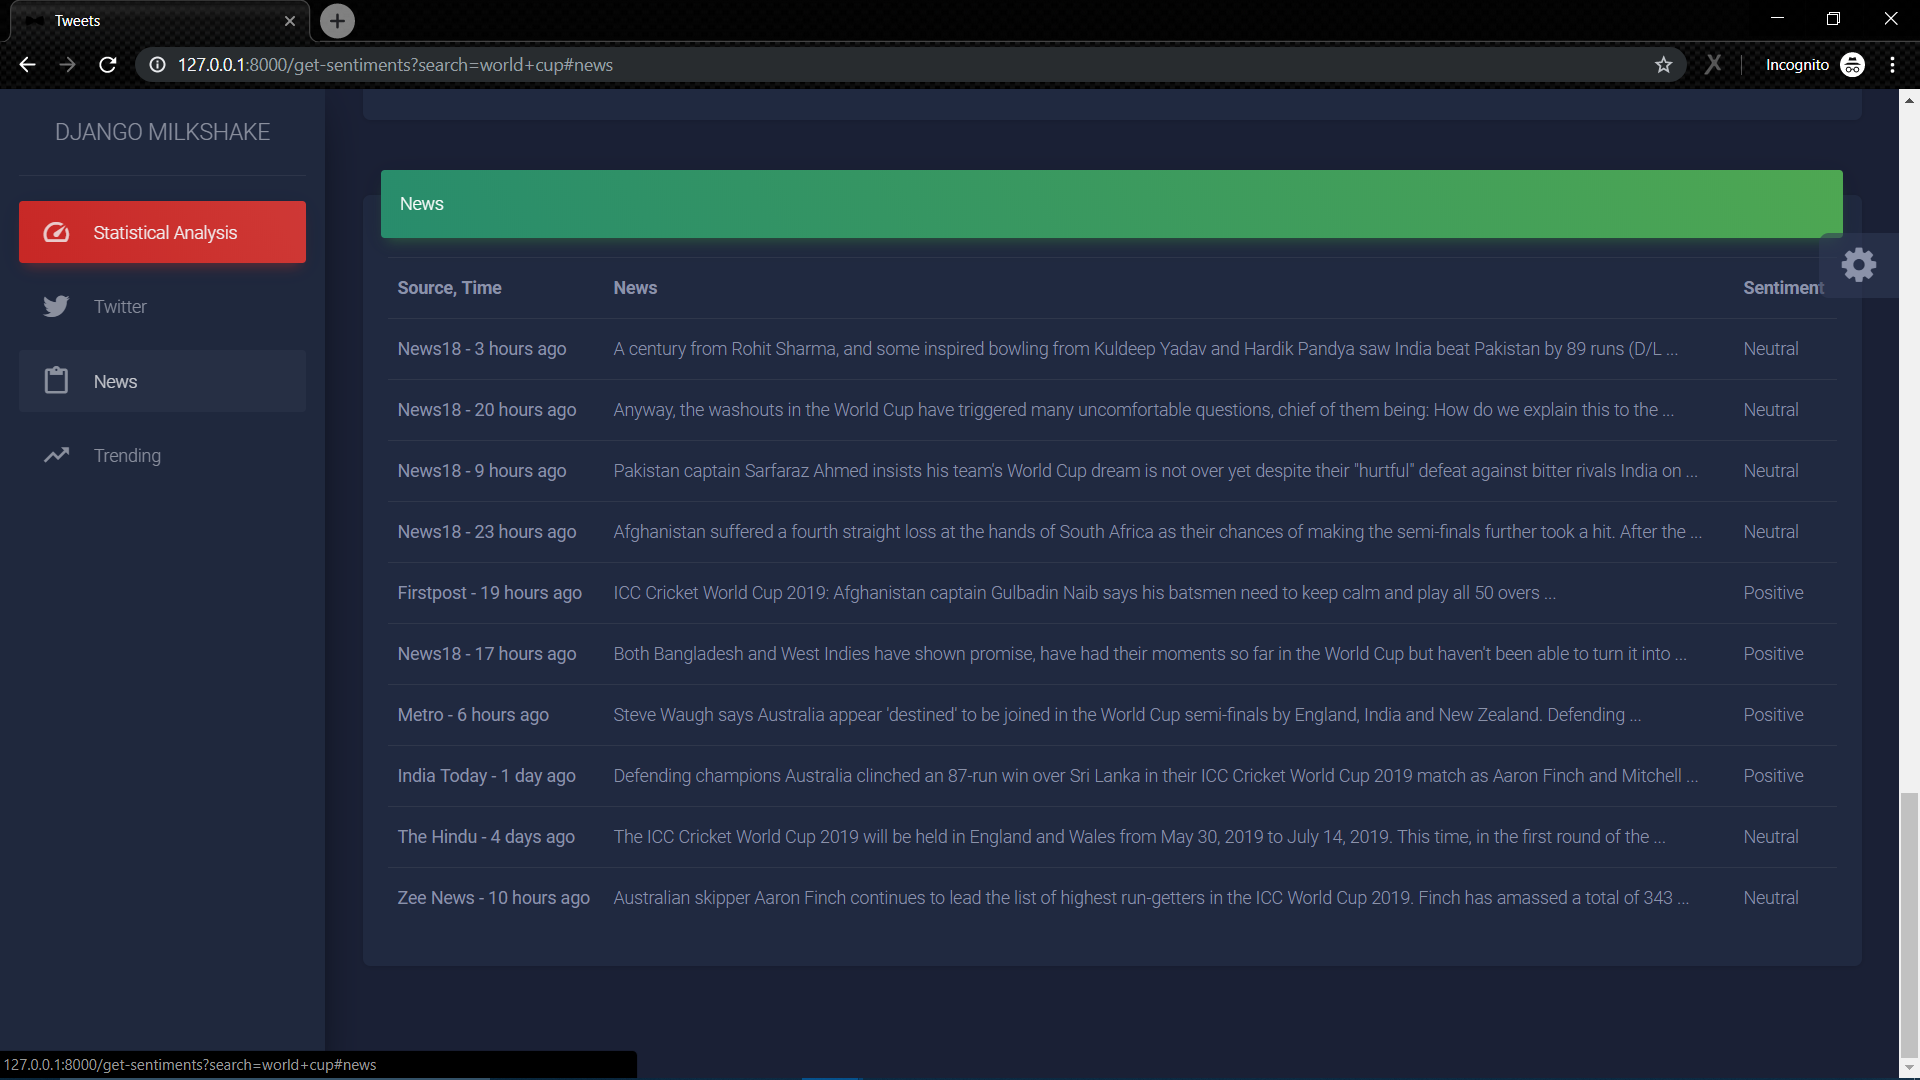 Tweets
127.0.0.1:8000/get-sentiments?search=world+cup#news
Incognito
DJANGO MILKSHAKE
Statistical Analysis
Twitter
News
Trending
News
Source, Time News Sentiment
News18 - 3 hours ago A century from Rohit Sharma, and some inspired bowling from Kuldeep Yadav and Hardik Pandya saw India beat Pakistan by 89 runs (D/L ... Neutral
News18 - 20 hours ago Anyway, the washouts in the World Cup have triggered many uncomfortable questions, chief of them being: How do we explain this to the ... Neutral
News18 - 9 hours ago Pakistan captain Sarfaraz Ahmed insists his team's World Cup dream is not over yet despite their "hurtful" defeat against bitter rivals India on ... Neutral
News18 - 23 hours ago Afghanistan suffered a fourth straight loss at the hands of South Africa as their chances of making the semi-finals further took a hit. After the ... Neutral
Firstpost - 19 hours ago ICC Cricket World Cup 2019: Afghanistan captain Gulbadin Naib says his batsmen need to keep calm and play all 50 overs ... Positive
News18 - 17 hours ago Both Bangladesh and West Indies have shown promise, have had their moments so far in the World Cup but haven't been able to turn it into ... Positive
Metro - 6 hours ago Steve Waugh says Australia appear 'destined' to be joined in the World Cup semi-finals by England, India and New Zealand. Defending ... Positive
India Today - 1 day ago Defending champions Australia clinched an 87-run win over Sri Lanka in their ICC Cricket World Cup 2019 match as Aaron Finch and Mitchell ... Positive
The Hindu - 4 days ago The ICC Cricket World Cup 2019 will be held in England and Wales from May 30, 2019 to July 14, 2019. This time, in the first round of the ... Neutral
Zee News - 10 hours ago Australian skipper Aaron Finch continues to lead the list of highest run-getters in the ICC World Cup 2019. Finch has amassed a total of 343 ... Neutral
127.0.0.1:8000/get-sentiments?search=world+cup#news